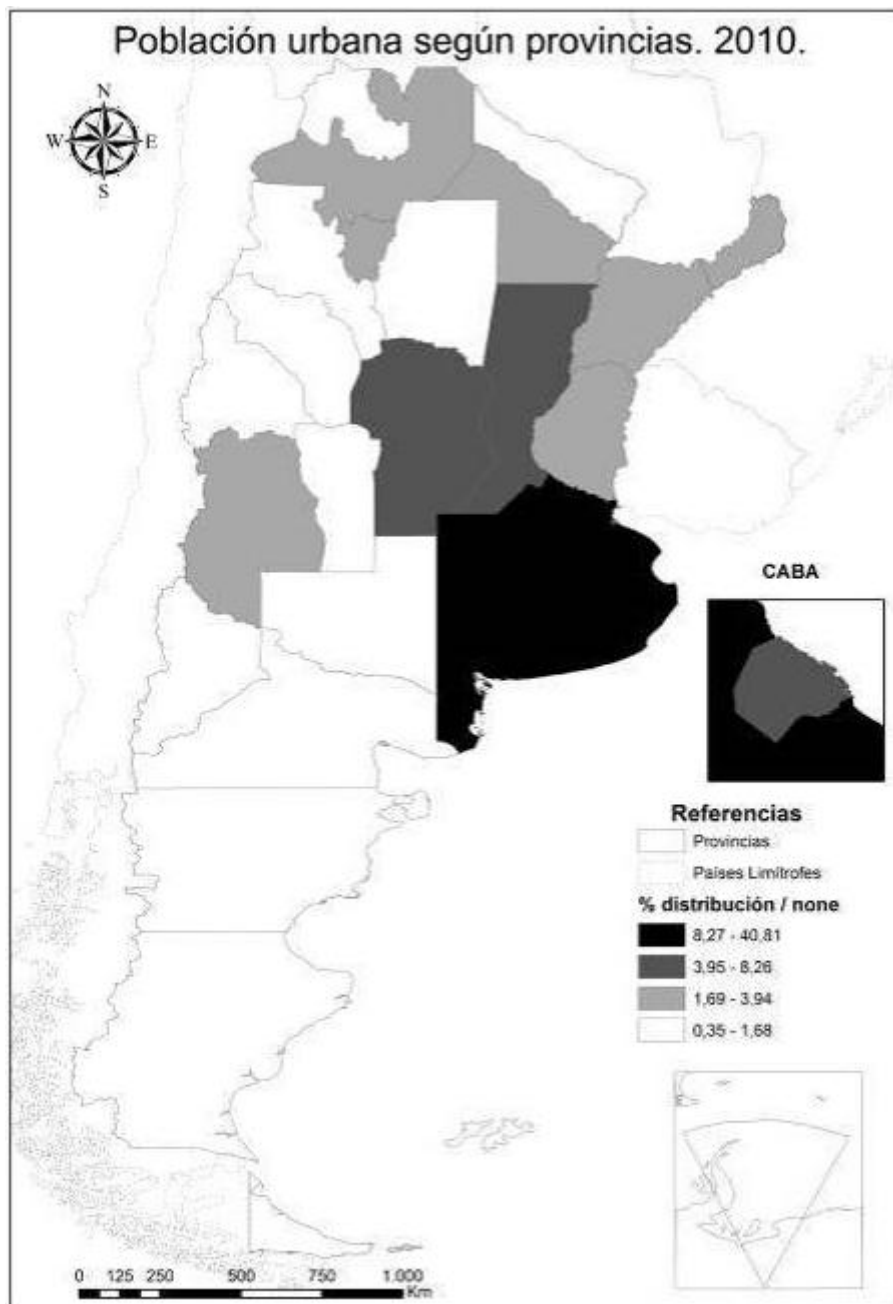 Población urbana según provincias. 2010.
N
W E
S
CABA
Referencias
Provincias
Países Limítrofes
% distribución / none
8,27 - 40,81
3,95 - 8,26
1,69 - 3,94
0,35 - 1,68
0 125 250 500 750 1.000
Km